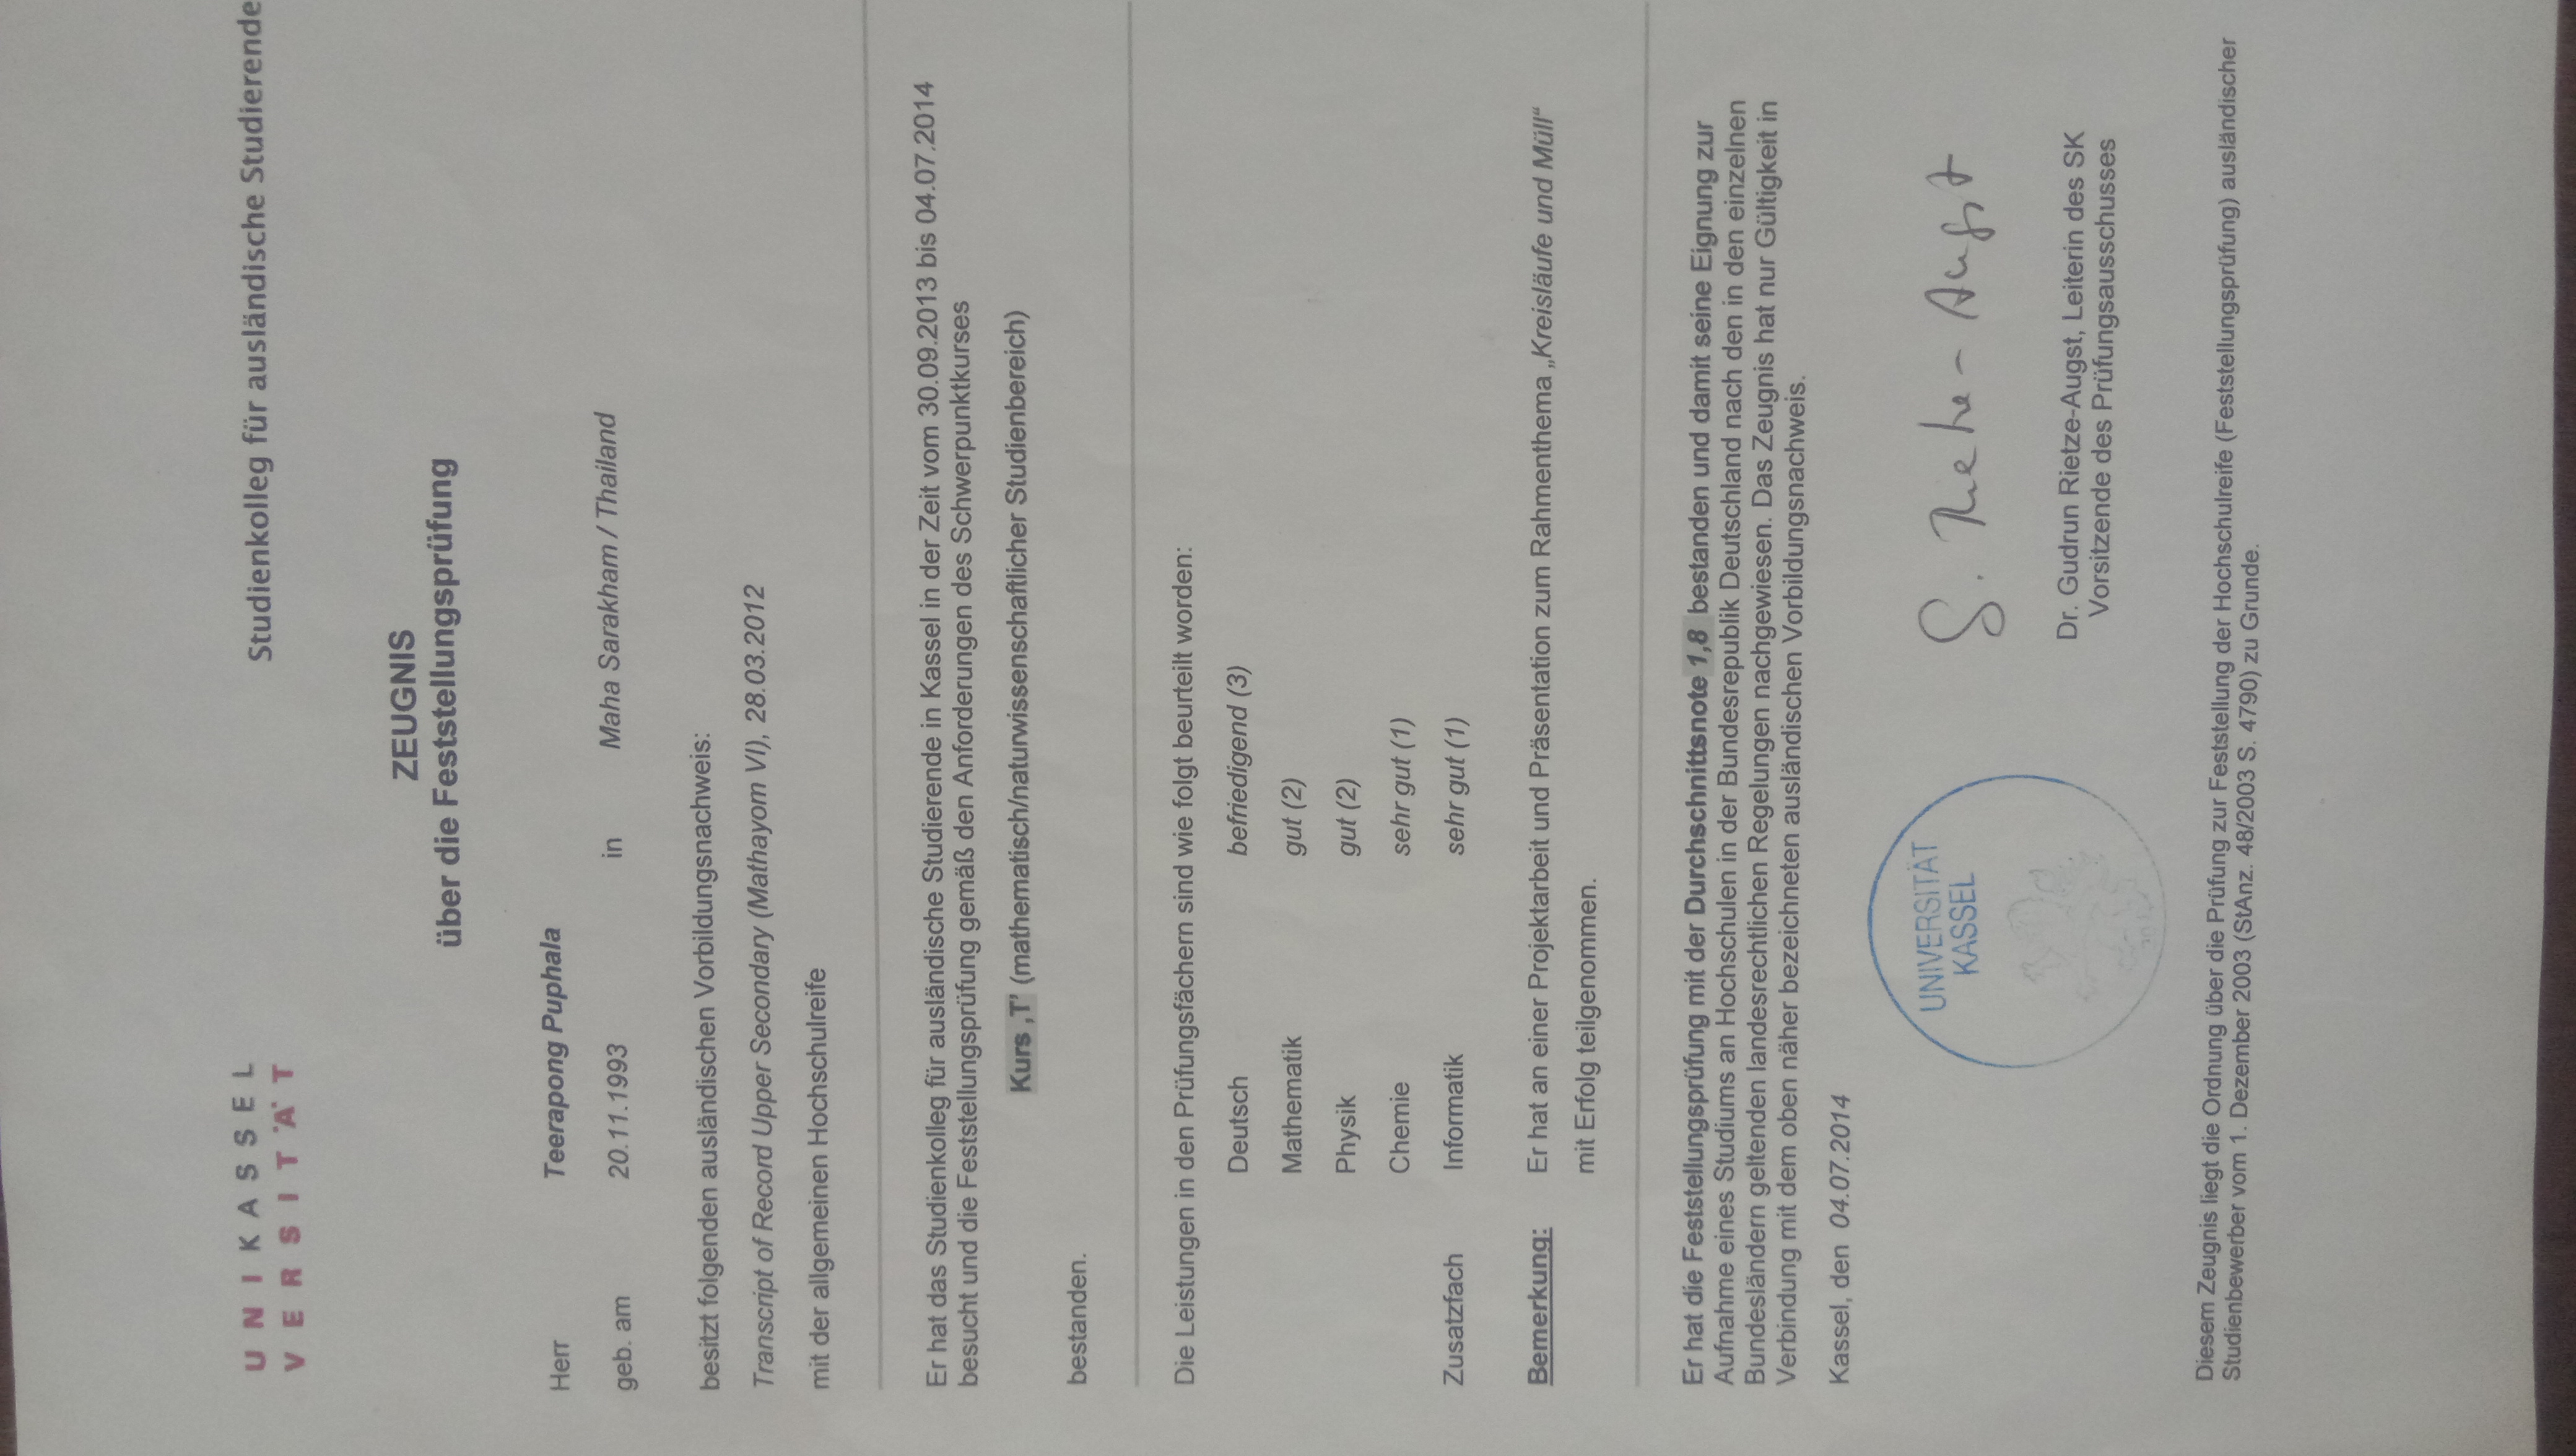 UNIKASSEL
VERSITÄT
Studienkolleg für ausländische Studierende
ZEUGNIS
über die Feststellungsprüfung
Herr Teerapong Puphala
geb. am 20.11.1993 in Maha Sarakham / Thailand
besitzt folgenden ausländischen Vorbildungsnachweis:
Transcript of Record Upper Secondary (Mathayom VI), 28.03.2012
mit der allgemeinen Hochschulreife
Er hat das Studienkolleg für ausländische Studierende in Kassel in der Zeit vom 30.09.2013 bis 04.07.2014
besucht und die Feststellungsprüfung gemäß den Anforderungen des Schwerpunktkurses
Kurs ‚T’ (mathematisch/naturwissenschaftlicher Studienbereich)
bestanden.
Die Leistungen in den Prüfungsfächern sind wie folgt beurteilt worden:
Deutsch befriedigend (3)
Mathematik gut (2)
Physik gut (2)
Chemie sehr gut (1)
Zusatzfach Informatik sehr gut (1)
Bemerkung: Er hat an einer Projektarbeit und Präsentation zum Rahmenthema „Kreisläufe und Müll“
mit Erfolg teilgenommen.
Er hat die Feststellungsprüfung mit der Durchschnittsnote 1,8 bestanden und damit seine Eignung zur
Aufnahme eines Studiums an Hochschulen in der Bundesrepublik Deutschland nach den in den einzelnen
Bundesländern geltenden landesrechtlichen Regelungen nachgewiesen. Das Zeugnis hat nur Gültigkeit in
Verbindung mit dem oben näher bezeichneten ausländischen Vorbildungsnachweis.
Kassel, den 04.07.2014
UNIVERSITÄT
KASSEL
S. Rietze-Augst
Dr. Gudrun Rietze-Augst, Leiterin des SK
Vorsitzende des Prüfungsausschusses
Diesem Zeugnis liegt die Ordnung über die Prüfung zur Feststellung der Hochschulreife (Feststellungsprüfung) ausländischer
Studienbewerber vom 1. Dezember 2003 (StAnz. 48/2003 S. 4790) zu Grunde.